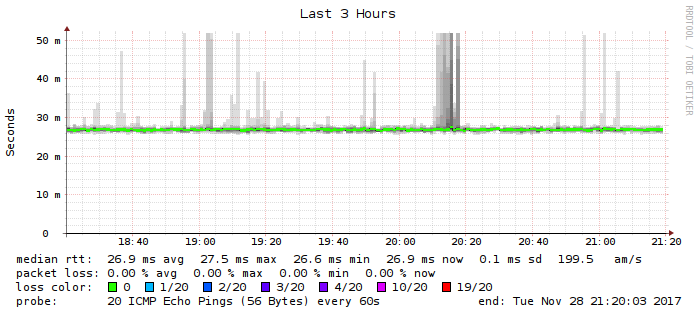 Last 3 Hours
RRDTOOL / TOBI OETIKER
Seconds
50 m
40 m
30 m
20 m
10 m
0
18:40 19:00 19:20 19:40 20:00 20:20 20:40 21:00 21:20
median rtt: 26.9 ms avg 27.5 ms max 26.6 ms min 26.9 ms now 0.1 ms sd 199.5 am/s
packet loss: 0.00 % avg 0.00 % max 0.00 % min 0.00 % now
loss color: 0 1/20 2/20 3/20 4/20 10/20 19/20
probe: 20 ICMP Echo Pings (56 Bytes) every 60s end: Tue Nov 28 21:20:03 2017